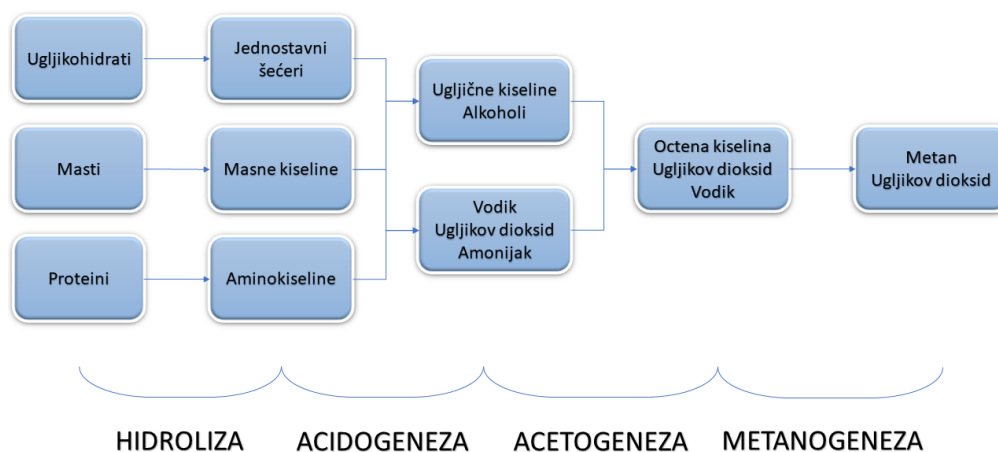 Ugljikohidrati
Jednostavni
šećeri
Masti
Masne kiseline
Proteini
Aminokiseline
Ugljične kiseline
Alkoholi
Vodik
Ugljikov dioksid
Amonijak
Octena kiselina
Ugljikov dioksid
Vodik
Metan
Ugljikov dioksid
HIDROLIZA
ACIDOGENEZA
ACETOGENEZA
METANOGENEZA